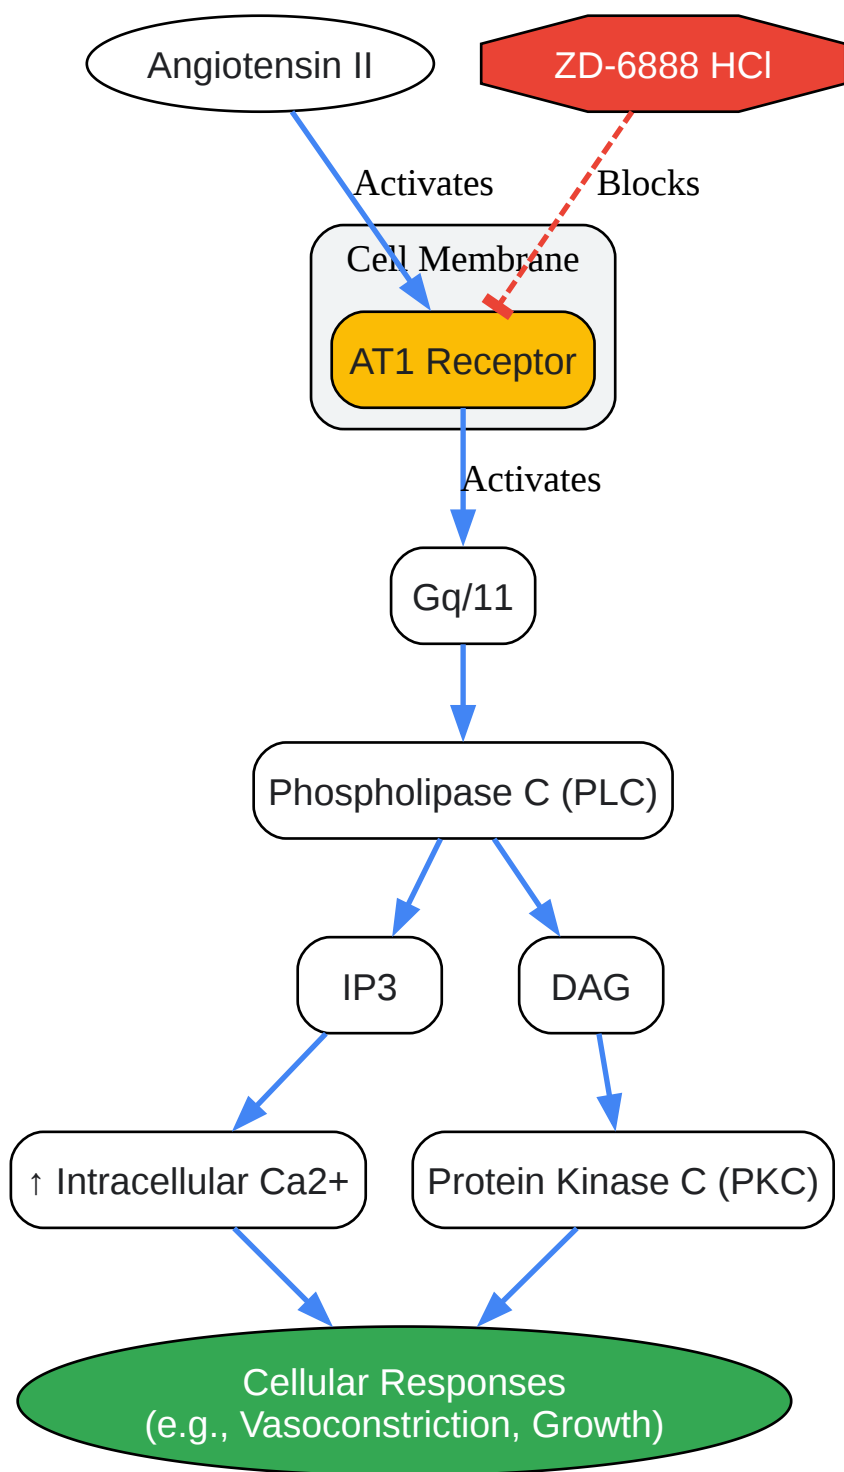 Angiotensin II
ZD-6888 HCl
Activates
Blocks
Cell Membrane
AT1 Receptor
Activates
Gq/11
Phospholipase C (PLC)
IP3
DAG
↑ Intracellular Ca2+
Protein Kinase C (PKC)
Cellular Responses
(e.g., Vasoconstriction, Growth)